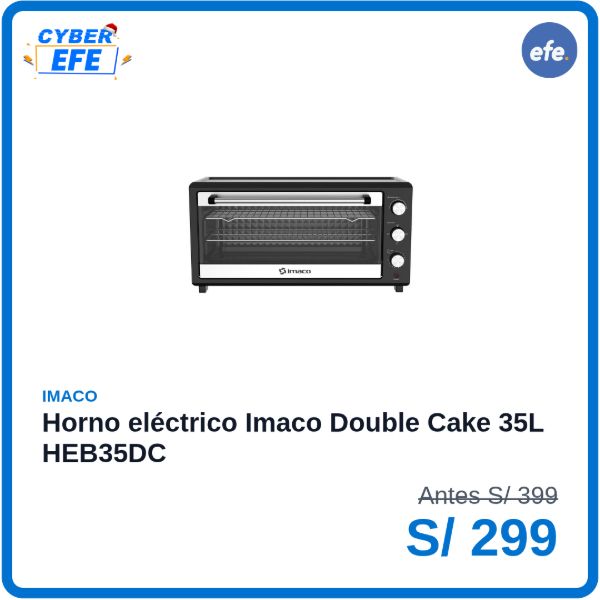 CYBER
EFE
efe.
imaco
IMACO
Horno eléctrico Imaco Double Cake 35L
HEB35DC
Antes S/ 399
S/ 299